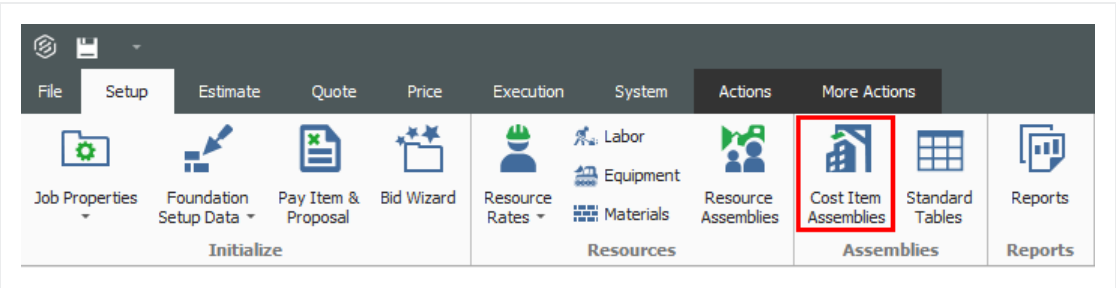 File Setup Estimate Quote Price Execution System Actions More Actions
Job Properties
Foundation
Setup Data
Pay Item &
Proposal
Bid Wizard
Initialize
Resource
Rates
Labor
Equipment
Materials
Resource
Assemblies
Resources
Cost Item
Assemblies
Standard
Tables
Assemblies
Reports
Reports